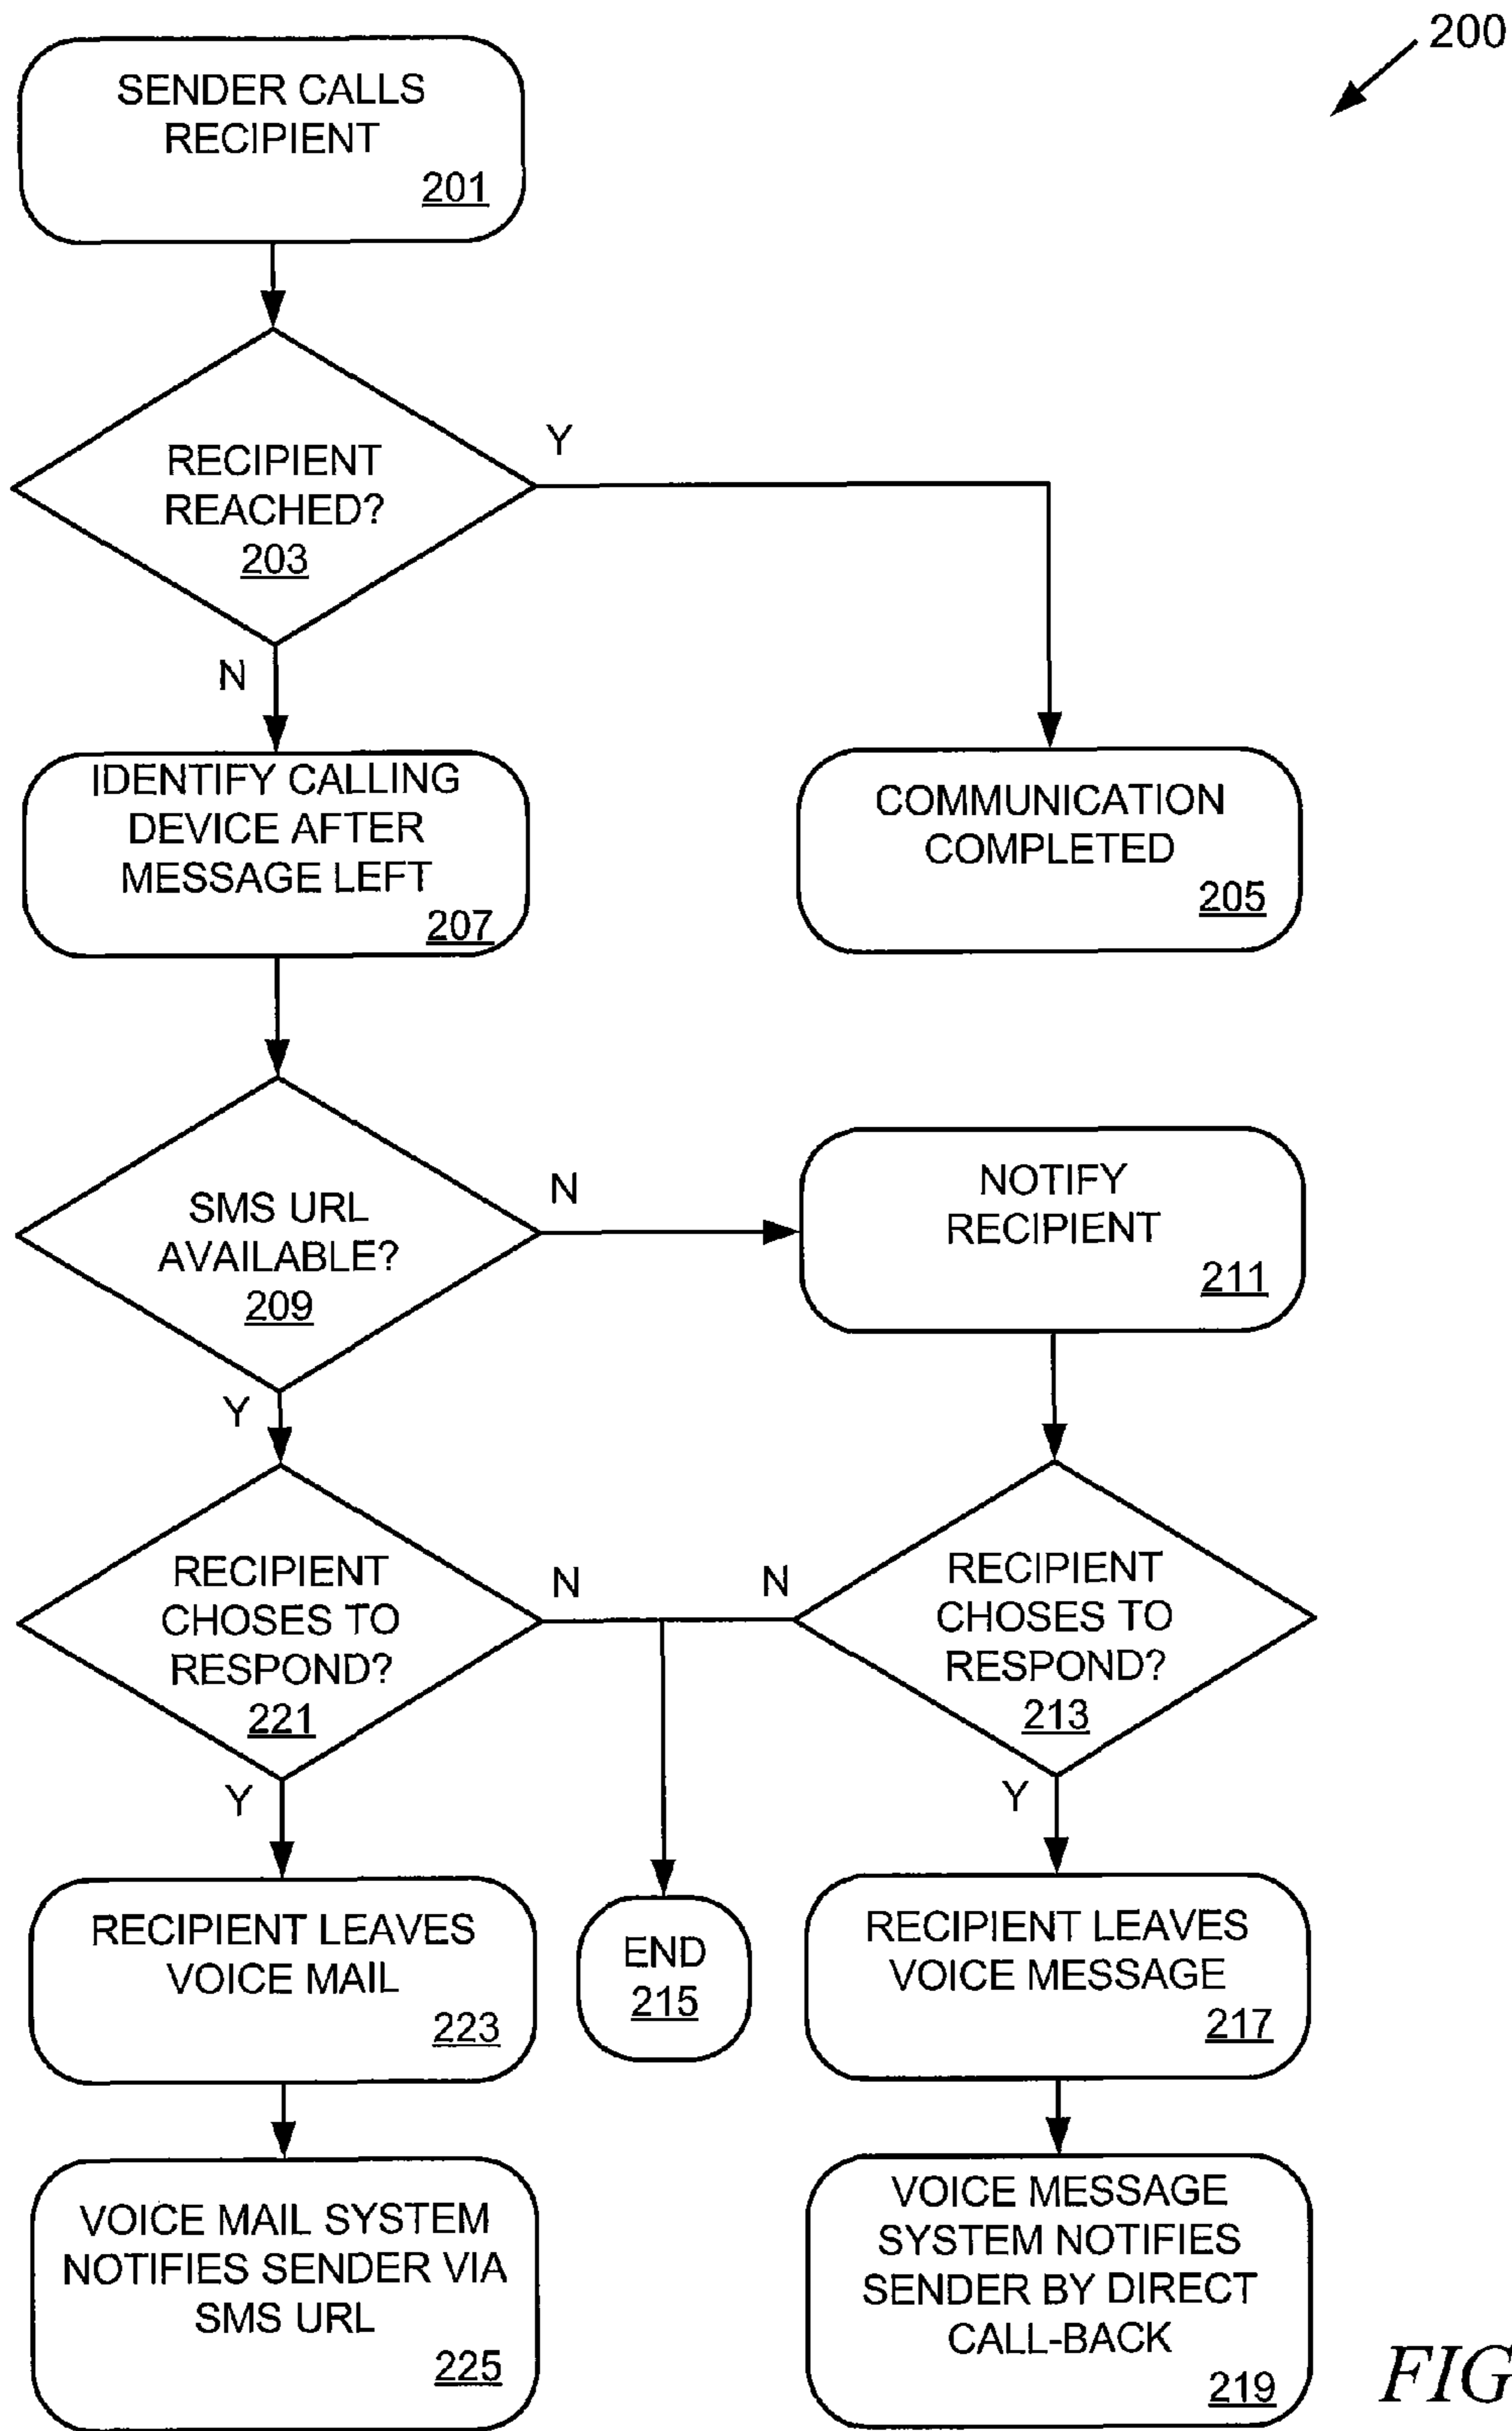 200
SENDER CALLS
RECIPIENT
201
RECIPIENT
REACHED?
203
Y
N
IDENTIFY CALLING
DEVICE AFTER
MESSAGE LEFT
207
COMMUNICATION
COMPLETED
205
SMS URL
AVAILABLE?
209
N
Y
NOTIFY
RECIPIENT
211
RECIPIENT
CHOSES TO
RESPOND?
221
N
Y
N
RECIPIENT
CHOSES TO
RESPOND?
213
Y
RECIPIENT LEAVES
VOICE MAIL
223
END
215
RECIPIENT LEAVES
VOICE MESSAGE
217
VOICE MAIL SYSTEM
NOTIFIES SENDER VIA
SMS URL
225
VOICE MESSAGE
SYSTEM NOTIFIES
SENDER BY DIRECT
CALL-BACK
219
FIG